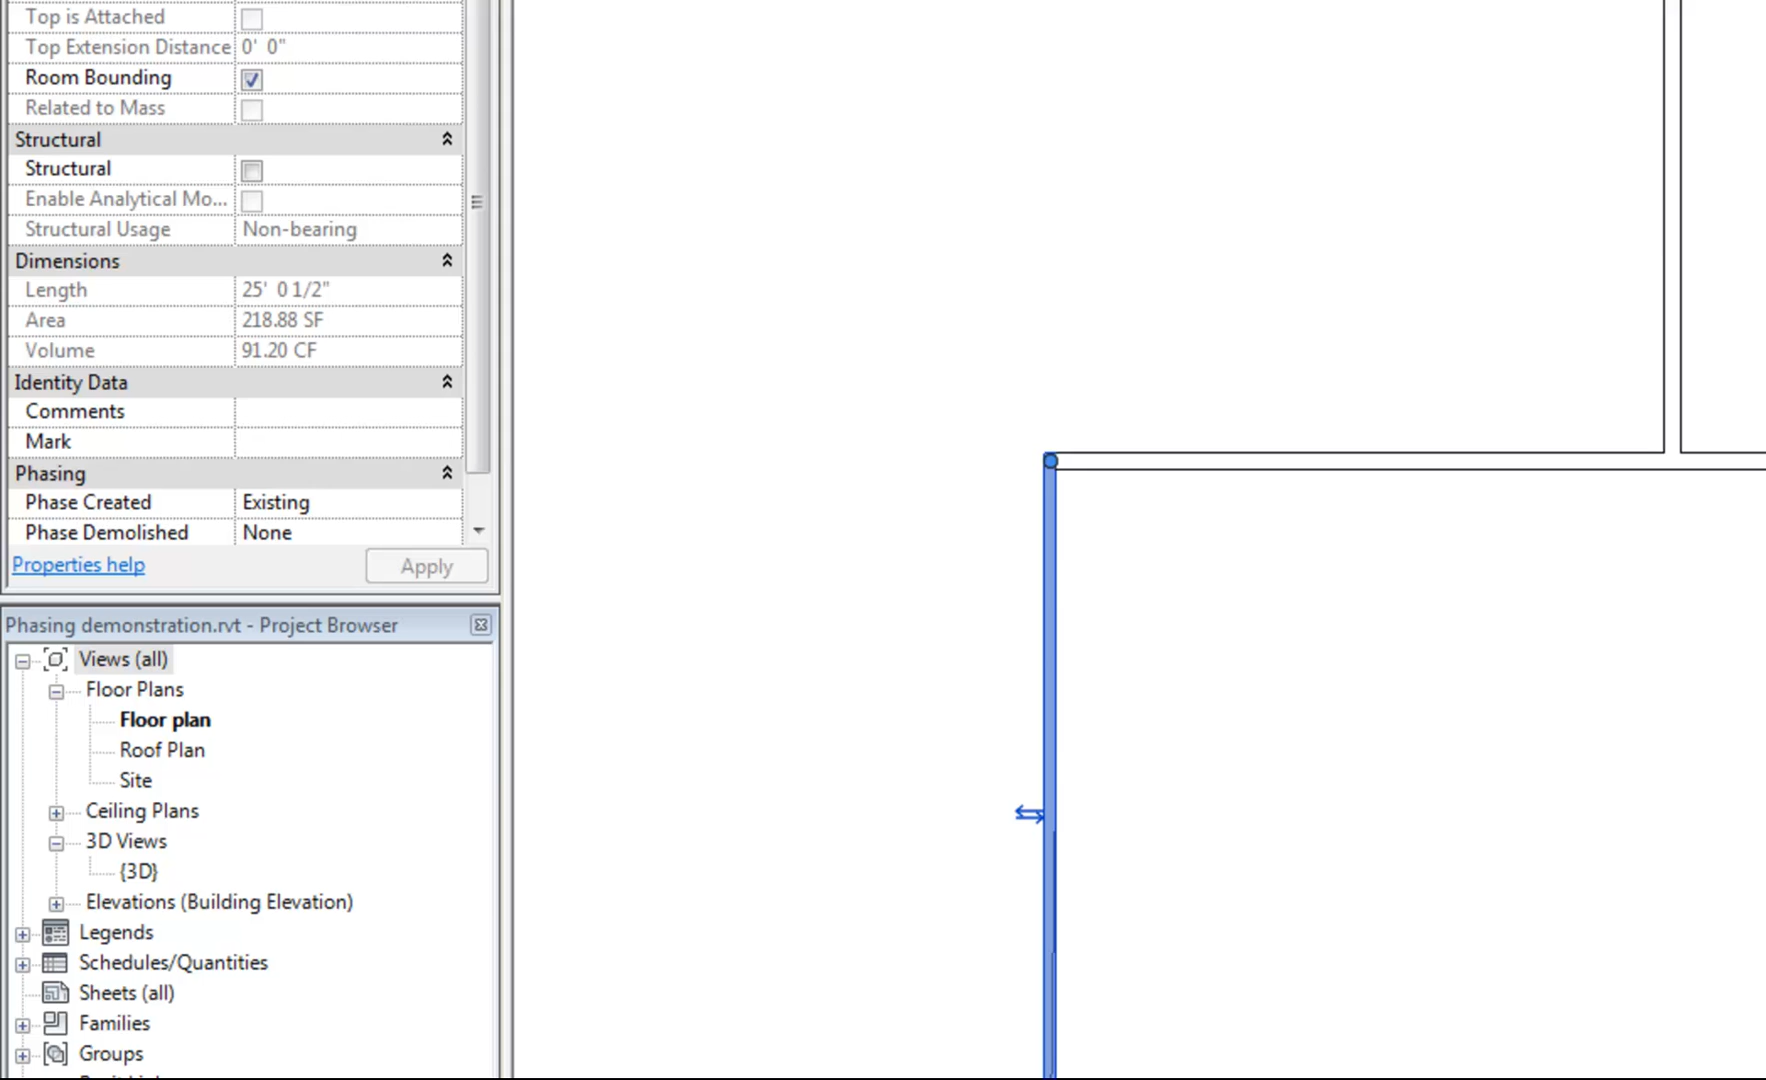 Top is Attached
Top Extension Distance 0'  0"
Room Bounding
Related to Mass
Structural
Structural
Enable Analytical Mo...
Structural Usage Non-bearing
Dimensions
Length 25'  0 1/2"
Area 218.88 SF
Volume 91.20 CF
Identity Data
Comments
Mark
Phasing
Phase Created Existing
Phase Demolished None
Properties help Apply
Phasing demonstration.rvt - Project Browser
Views (all)
Floor Plans
Floor plan
Roof Plan
Site
Ceiling Plans
3D Views
{3D}
Elevations (Building Elevation)
Legends
Schedules/Quantities
Sheets (all)
Families
Groups